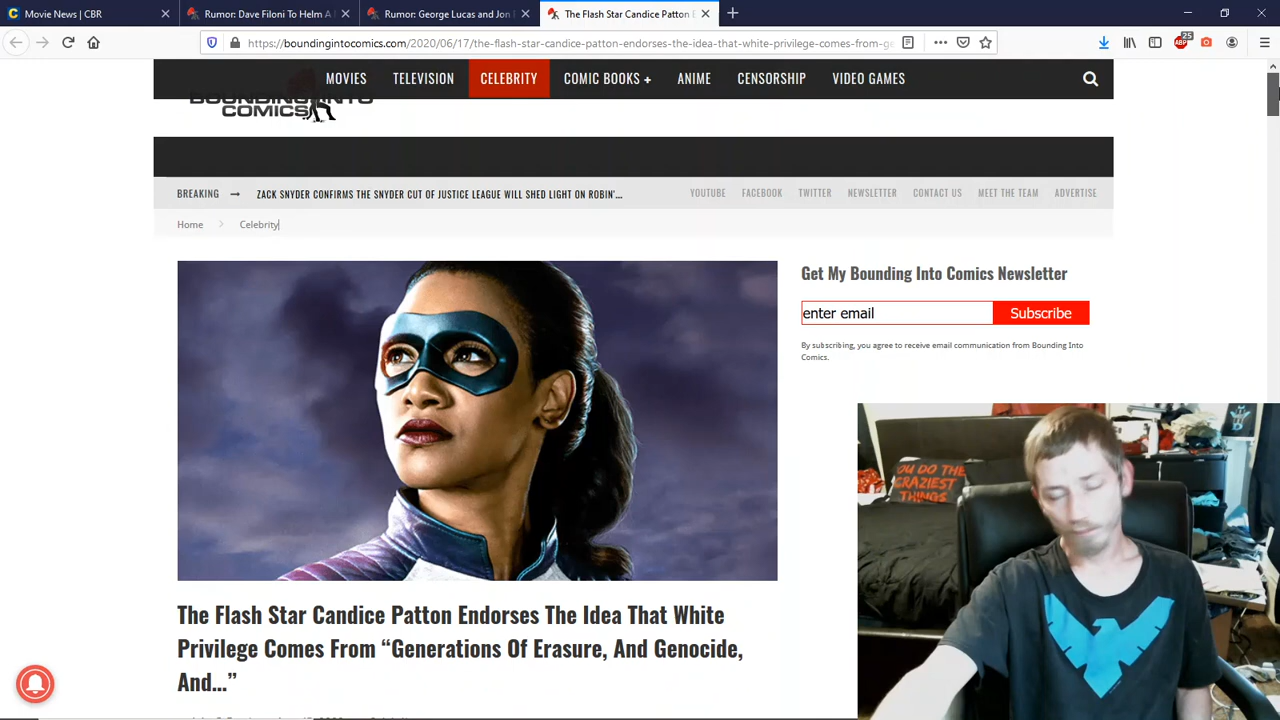 Movie News | CBR
Rumor: Dave Filoni To Helm A
Rumor: George Lucas and Jon
The Flash Star Candice Patton E
https://boundingintocomics.com/2020/06/17/the-flash-star-candice-patton-endorses-the-idea-that-white-privilege-comes-from-ge
25
ABP
MOVIES TELEVISION CELEBRITY COMIC BOOKS + ANIME CENSORSHIP VIDEO GAMES
BOUNDING INTO
COMICS
BREAKING → ZACK SNYDER CONFIRMS THE SNYDER CUT OF JUSTICE LEAGUE WILL SHED LIGHT ON ROBIN'... YOUTUBE FACEBOOK TWITTER NEWSLETTER CONTACT US MEET THE TEAM ADVERTISE
Home > Celebrity
Get My Bounding Into Comics Newsletter
enter email Subscribe
By subscribing, you agree to receive email communication from Bounding Into
Comics.
YOU DO THE
CRAZIEST
THINGS
The Flash Star Candice Patton Endorses The Idea That White
Privilege Comes From “Generations Of Erasure, And Genocide,
And...”